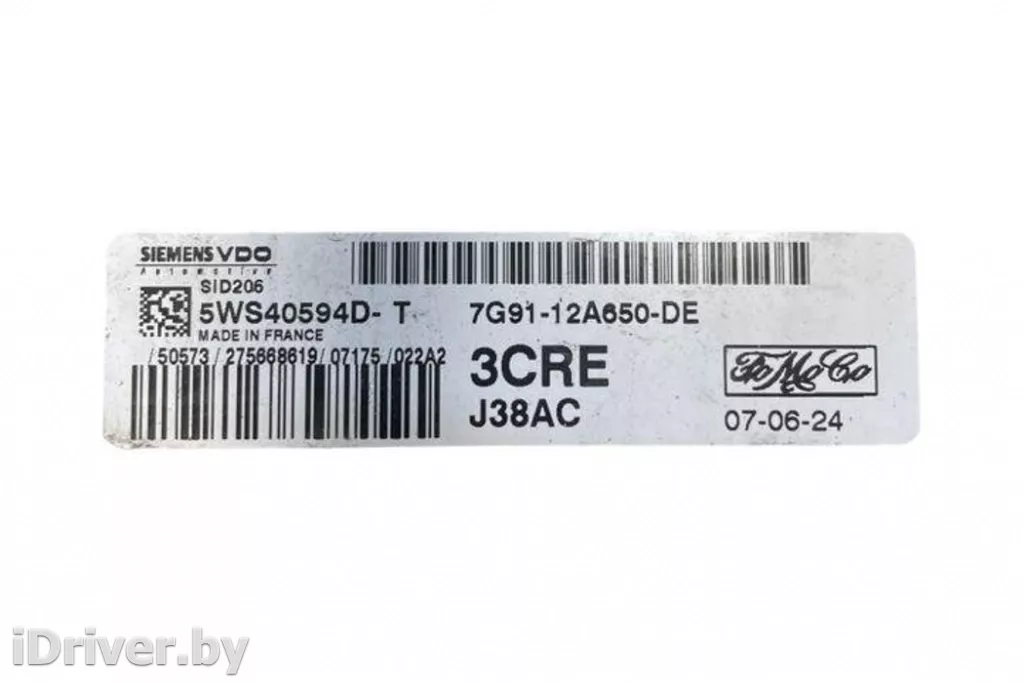 SIEMENS VDO
Automotive
SID206
5WS40594D- T
MADE IN FRANCE
/50573/275668619/07175/022A2
7G91-12A650-DE
3CRE
J38AC
FoMoCo
07-06-24
iDriver.by